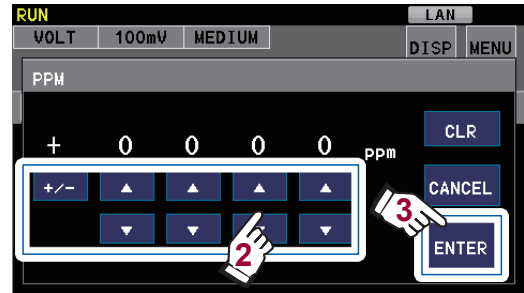 RUN LAN
VOLT 100mV MEDIUM DISP MENU
PPM
+ 0 0 0 0 ppm CLR
+/- ▲ ▲ ▲ ▲ CANCEL
▼ ▼ ▼ ENTER
2 3